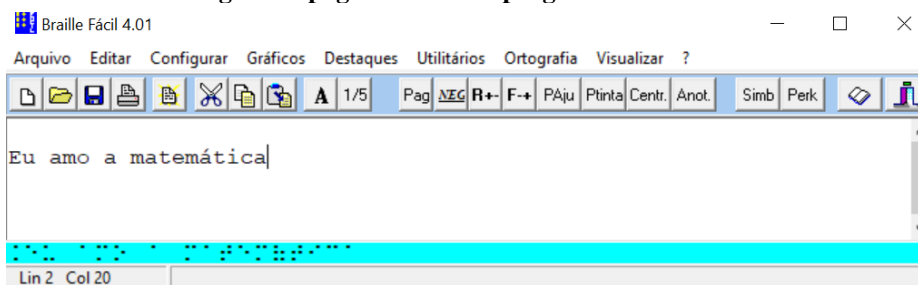 Braille Fácil 4.01
Arquivo Editar Configurar Gráficos Destaques Utilitários Ortografia Visualizar ?
A 1/5 Pag NEG R+- F-+ PAju Ptinta Centr. Anot. Simb Perk
Eu amo a matemática
Lin 2 Col 20